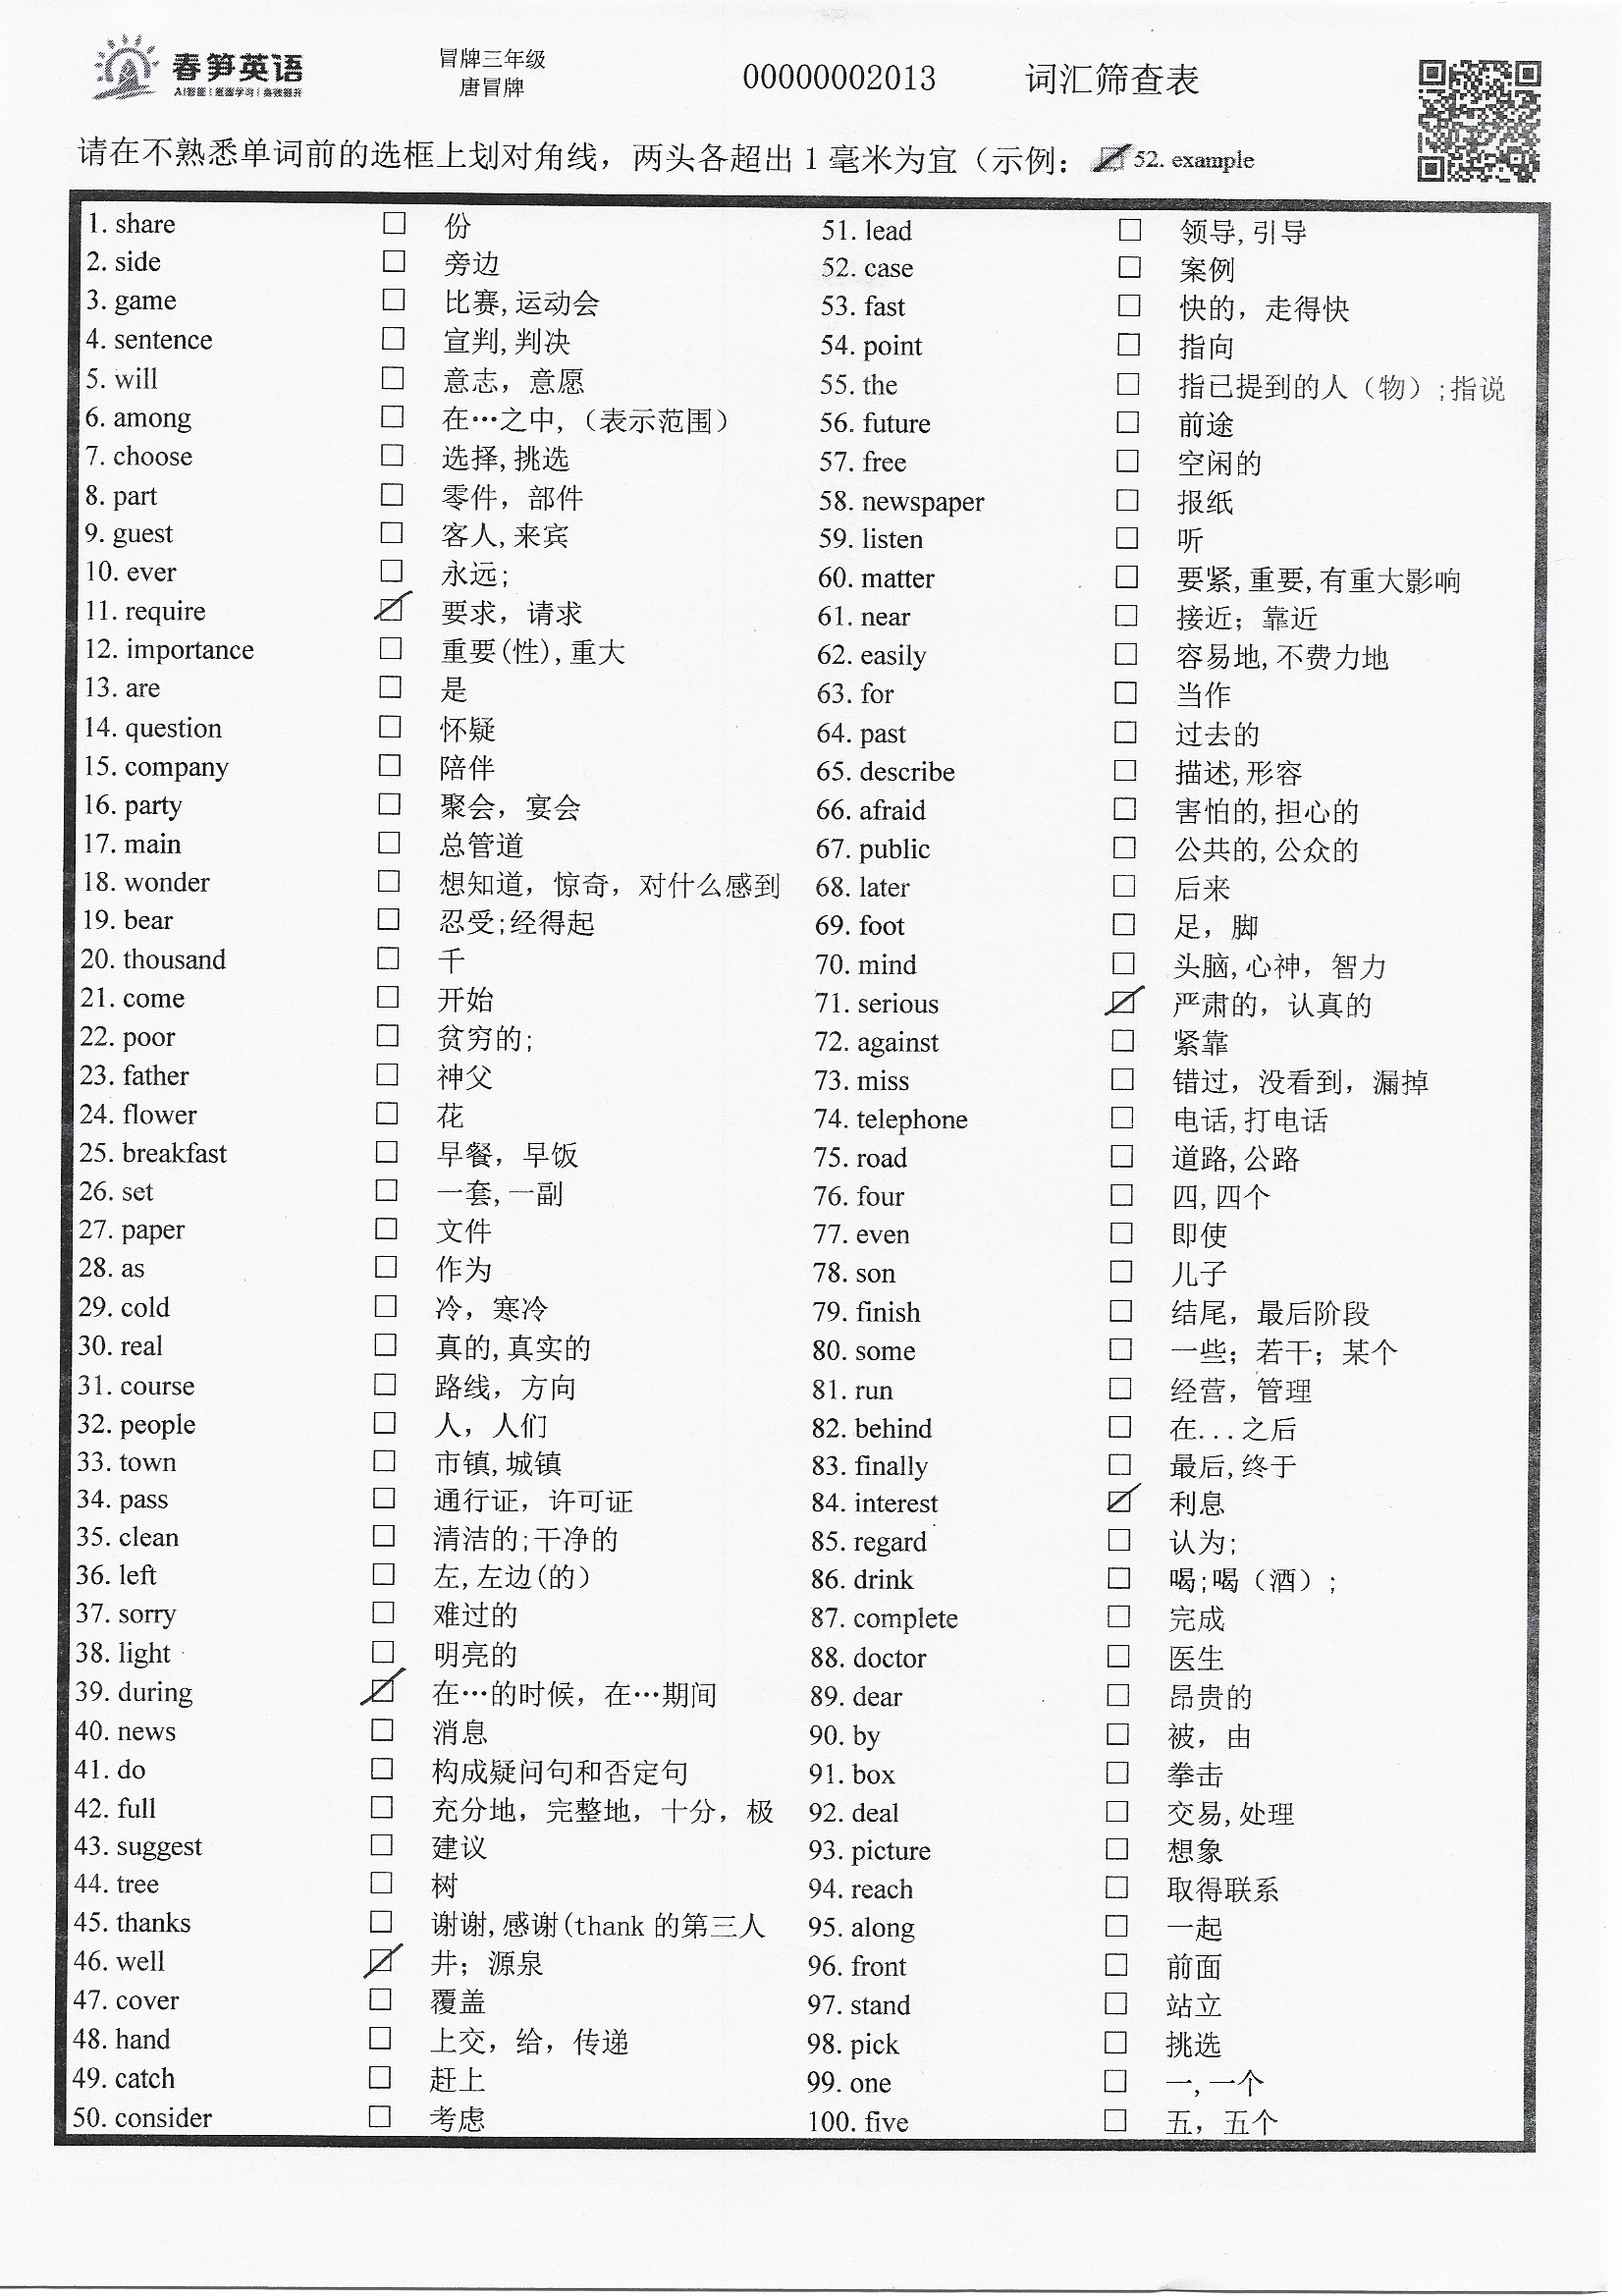 春笋英语
AI智能|抵御学习|高效提升
冒牌三年级
唐冒牌
00000002013
词汇筛查表
请在不熟悉单词前的选框上划对角线，两头各超出1毫米为宜（示例： 52. example
1. share 份
2. side 旁边
3. game 比赛,运动会
4. sentence 宣判,判决
5. will 意志，意愿
6. among 在…之中,（表示范围）
7. choose 选择,挑选
8. part 零件，部件
9. guest 客人,来宾
10. ever 永远;
11. require 要求，请求
12. importance 重要(性),重大
13. are 是
14. question 怀疑
15. company 陪伴
16. party 聚会，宴会
17. main 总管道
18. wonder 想知道，惊奇，对什么感到
19. bear 忍受;经得起
20. thousand 千
21. come 开始
22. poor 贫穷的;
23. father 神父
24. flower 花
25. breakfast 早餐，早饭
26. set 一套,一副
27. paper 文件
28. as 作为
29. cold 冷，寒冷
30. real 真的,真实的
31. course 路线，方向
32. people 人，人们
33. town 市镇,城镇
34. pass 通行证，许可证
35. clean 清洁的;干净的
36. left 左,左边(的）
37. sorry 难过的
38. light 明亮的
39. during 在…的时候，在…期间
40. news 消息
41. do 构成疑问句和否定句
42. full 充分地，完整地，十分，极
43. suggest 建议
44. tree 树
45. thanks 谢谢,感谢(thank 的第三人
46. well 井；源泉
47. cover 覆盖
48. hand 上交，给，传递
49. catch 赶上
50. consider 考虑
51. lead 领导,引导
52. case 案例
53. fast 快的，走得快
54. point 指向
55. the 指已提到的人（物）;指说
56. future 前途
57. free 空闲的
58. newspaper 报纸
59. listen 听
60. matter 要紧,重要,有重大影响
61. near 接近；靠近
62. easily 容易地,不费力地
63. for 当作
64. past 过去的
65. describe 描述,形容
66. afraid 害怕的,担心的
67. public 公共的,公众的
68. later 后来
69. foot 足，脚
70. mind 头脑,心神，智力
71. serious 严肃的，认真的
72. against 紧靠
73. miss 错过，没看到，漏掉
74. telephone 电话,打电话
75. road 道路,公路
76. four 四,四个
77. even 即使
78. son 儿子
79. finish 结尾，最后阶段
80. some 一些；若干；某个
81. run 经营，管理
82. behind 在...之后
83. finally 最后,终于
84. interest 利息
85. regard 认为;
86. drink 喝;喝（酒）;
87. complete 完成
88. doctor 医生
89. dear 昂贵的
90. by 被，由
91. box 拳击
92. deal 交易,处理
93. picture 想象
94. reach 取得联系
95. along 一起
96. front 前面
97. stand 站立
98. pick 挑选
99. one 一,一个
100. five 五，五个